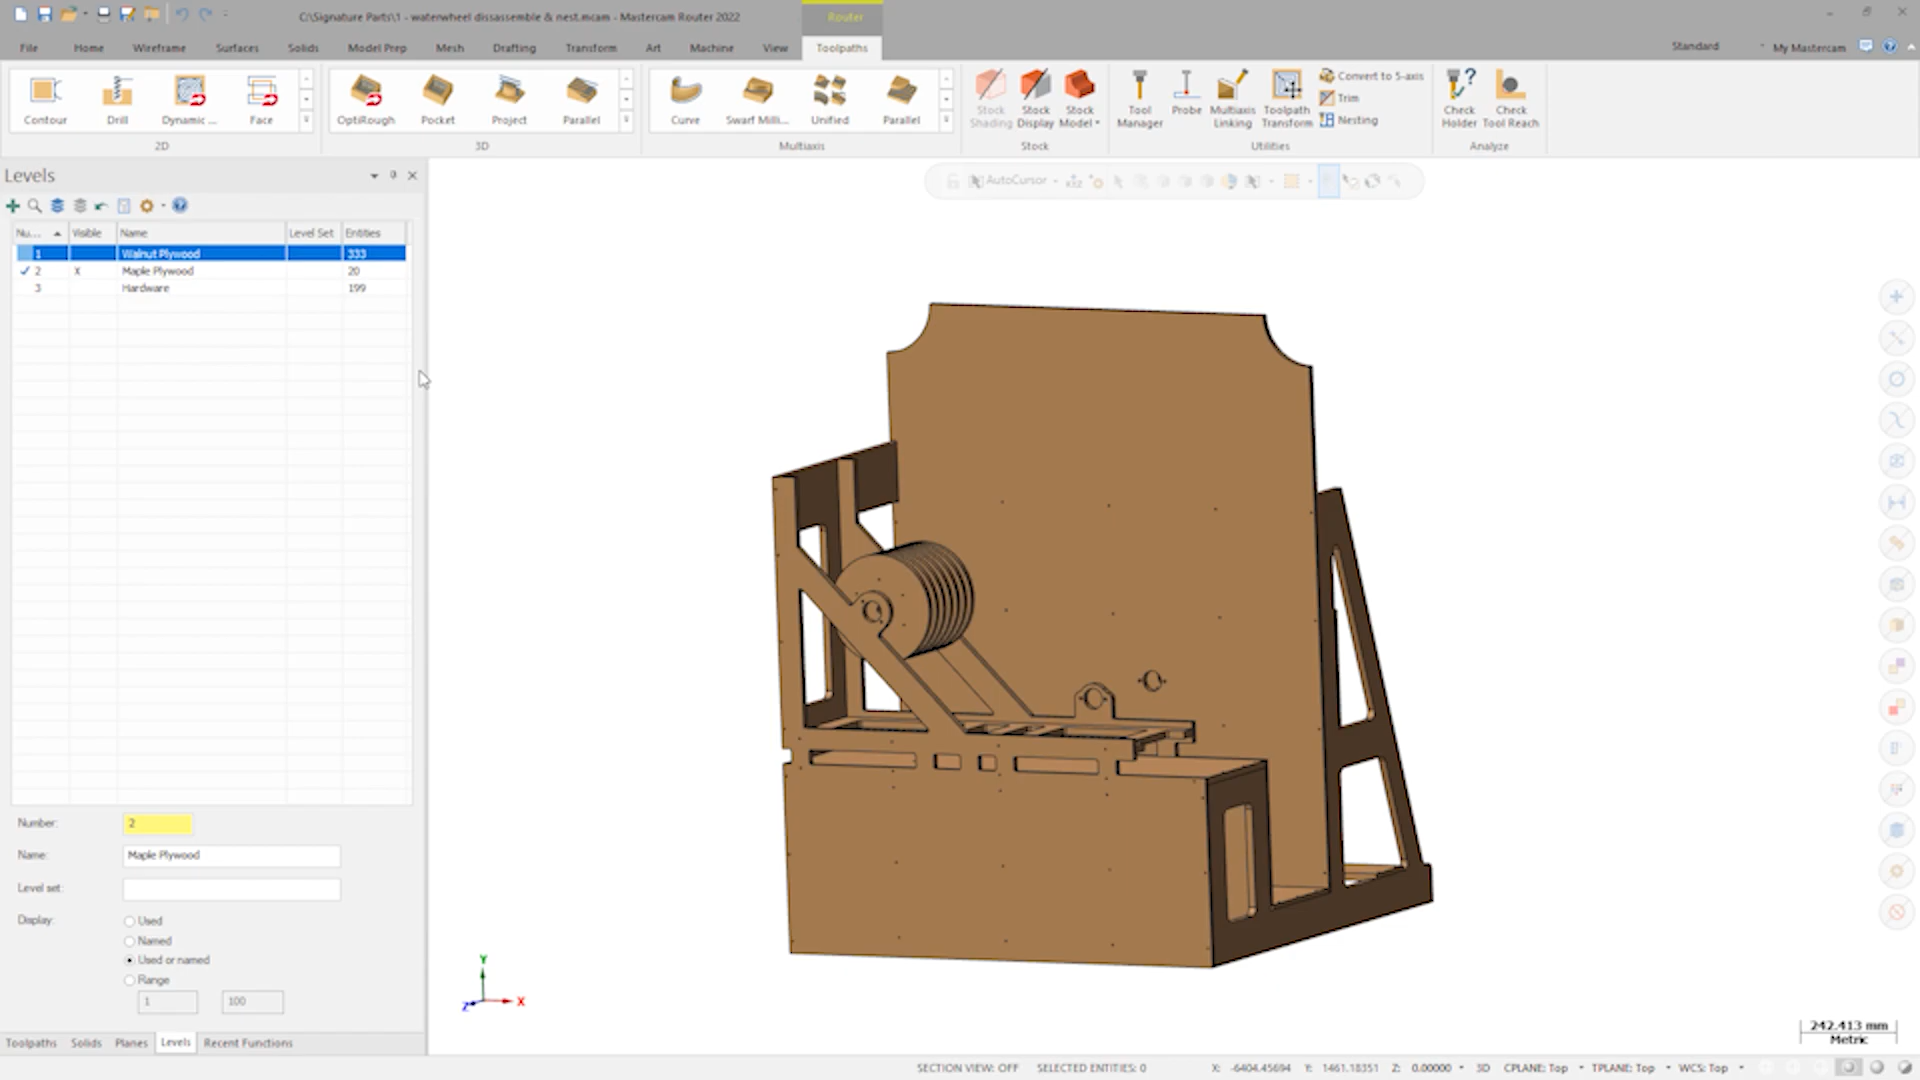 C:\Signature Parts\1 - waterwheel dissassemble & nest.mcam - Mastercam Router 2022
Router
File Home Wireframe Surfaces Solids Model Prep Mesh Drafting Transform Art Machine View Toolpaths
Standard My Mastercam
Contour Drill Dynamic ... Face
2D
OptiRough Pocket Project Parallel
3D
Curve Swarf Milli... Unified Parallel
Multiaxis
Stock Shading Stock Display Stock Model
Stock
Tool Manager Probe Multiaxis Linking Toolpath Transform
Convert to 5-axis
Trim
Nesting
Utilities
Check Holder Check Tool Reach
Analyze
Levels
AutoCursor
Nu... Visible Name Level Set Entities
1 Walnut Plywood 333
2 X Maple Plywood 20
3 Hardware 199
Number: 2
Name: Maple Plywood
Level set:
Display: Used
Named
Used or named
Range
1 100
Y
X
Z
242.413 mm
Metric
Toolpaths Solids Planes Levels Recent Functions
SECTION VIEW: OFF SELECTED ENTITIES: 0 X: -6404.45694 Y: 1461.18351 Z: 0.00000 3D CPLANE: Top TPLANE: Top WCS: Top